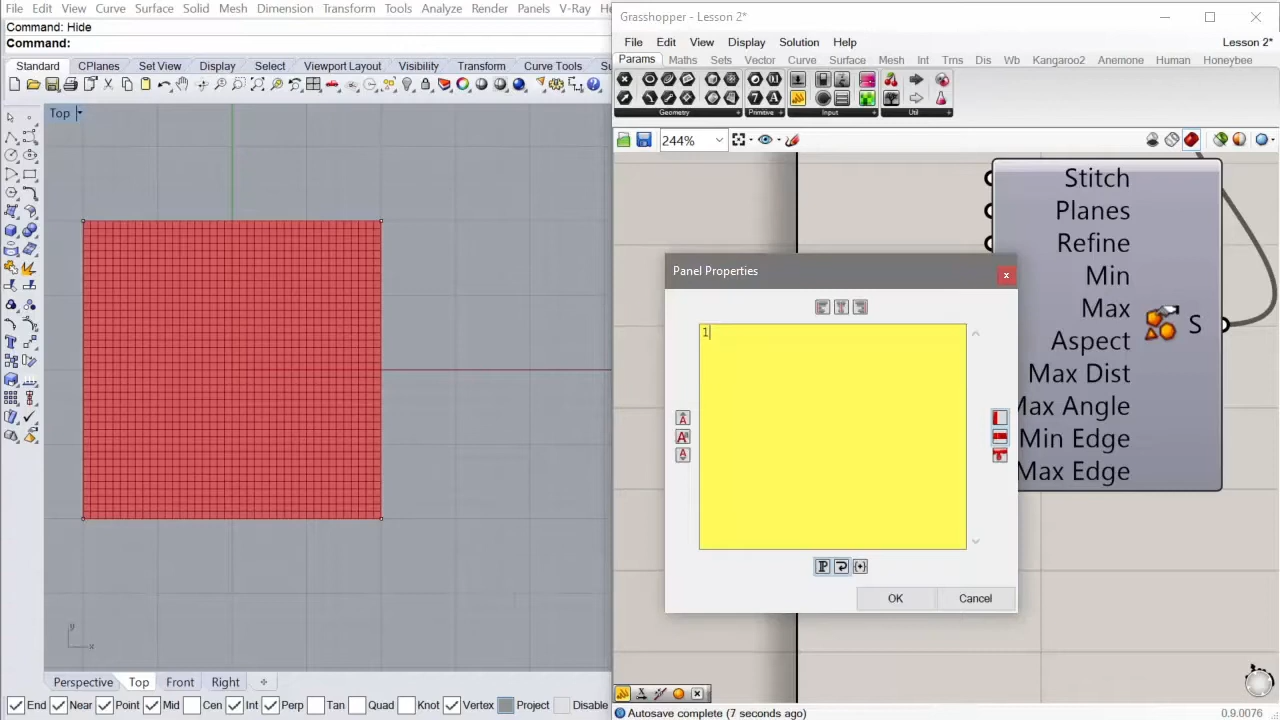 File Edit View Curve Surface Solid Mesh Dimension Transform Tools Analyze Render Panels V-Ray He
Command: Hide
Command:
Standard CPlanes Set View Display Select Viewport Layout Visibility Transform Curve Tools Su
Top
y
x
Perspective Top Front Right
End Near Point Mid Cen Int Perp Tan Quad Knot Vertex Project Disable
Grasshopper - Lesson 2*
File Edit View Display Solution Help Lesson 2*
Params Maths Sets Vector Curve Surface Mesh Int Trns Dis Wb Kangaroo2 Anemone Human Honeybee
Geometry Primitive Input Util
244%
Stitch
Planes
Refine
Min
Max
Aspect
Max Dist
Max Angle
Min Edge
Max Edge
S
Panel Properties
1
OK Cancel
Autosave complete (7 seconds ago) 0.9.0076